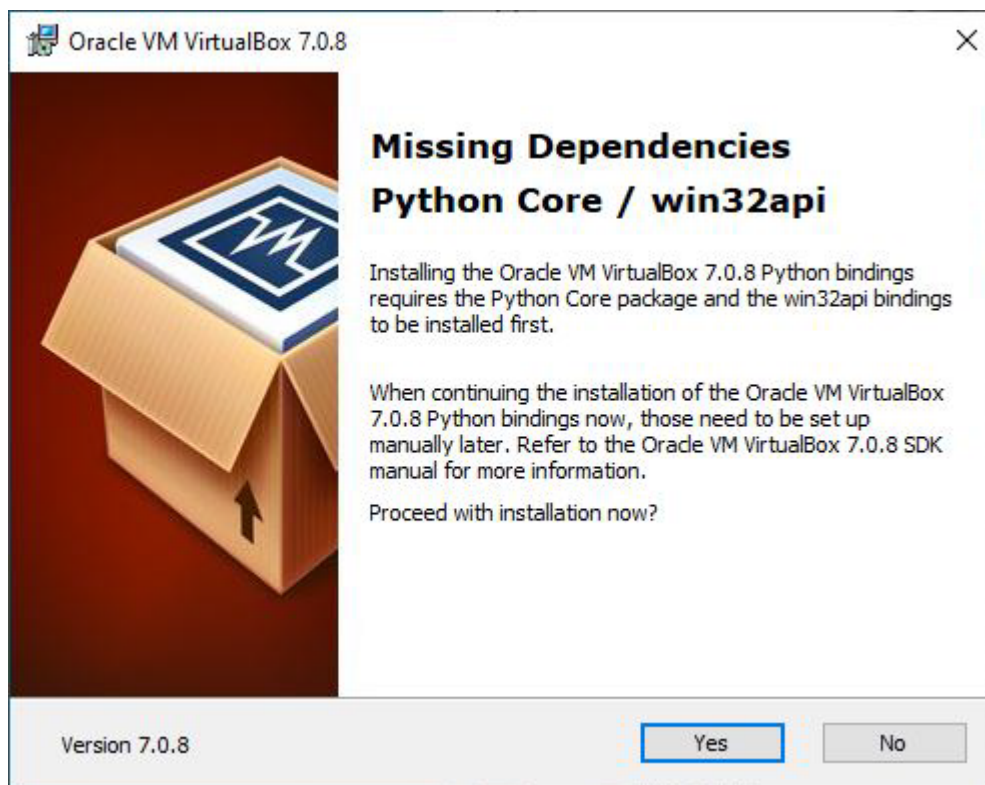 Oracle VM VirtualBox 7.0.8
Missing Dependencies
Python Core / win32api
Installing the Oracle VM VirtualBox 7.0.8 Python bindings
requires the Python Core package and the win32api bindings
to be installed first.
When continuing the installation of the Oracle VM VirtualBox
7.0.8 Python bindings now, those need to be set up
manually later. Refer to the Oracle VM VirtualBox 7.0.8 SDK
manual for more information.
Proceed with installation now?
Version 7.0.8
Yes
No